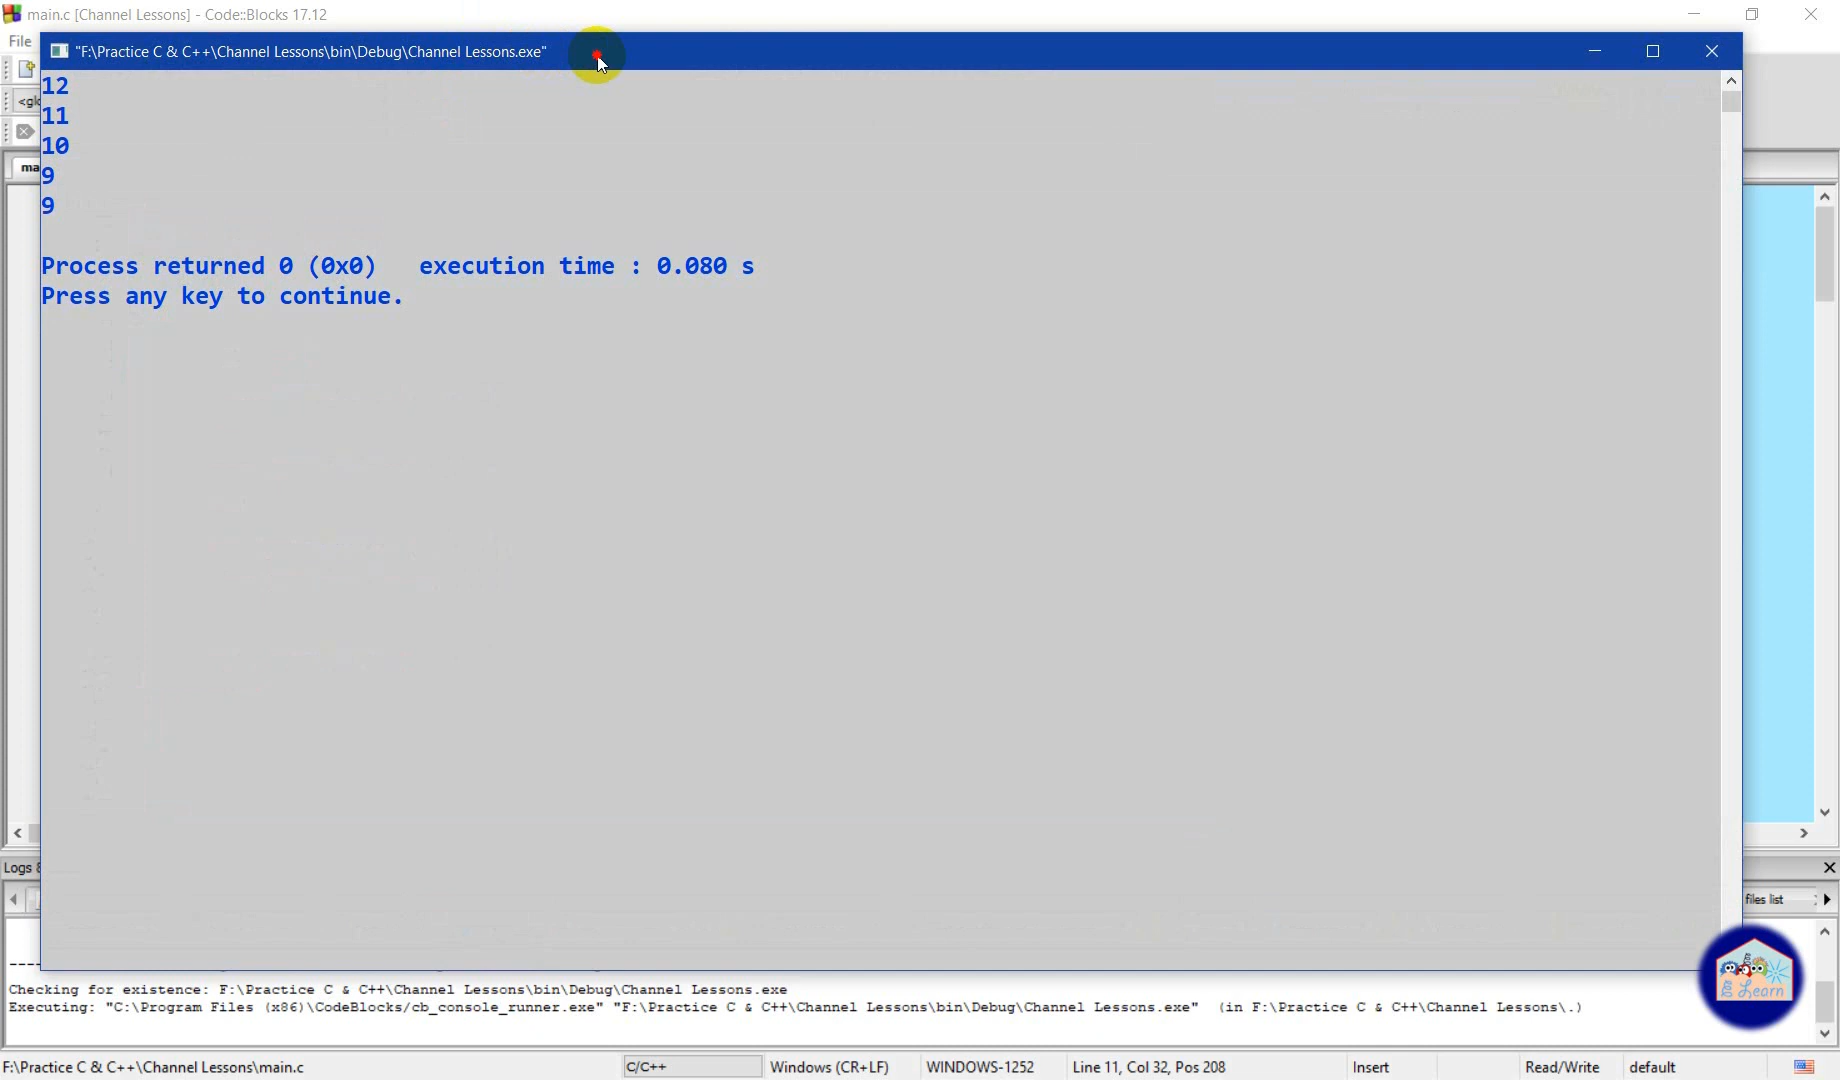 main.c [Channel Lessons] - Code::Blocks 17.12
File
"F:\Practice C & C++\Channel Lessons\bin\Debug\Channel Lessons.exe"
12
11
10
9
9
Process returned 0 (0x0)   execution time : 0.080 s
Press any key to continue.
<glo
ma
Logs &
files list
Checking for existence: F:\Practice C & C++\Channel Lessons\bin\Debug\Channel Lessons.exe
Executing: "C:\Program Files (x86)\CodeBlocks/cb_console_runner.exe" "F:\Practice C & C++\Channel Lessons\bin\Debug\Channel Lessons.exe"  (in F:\Practice C & C++\Channel Lessons\.)
Learn
F:\Practice C & C++\Channel Lessons\main.c C/C++ Windows (CR+LF) WINDOWS-1252 Line 11, Col 32, Pos 208 Insert Read/Write default